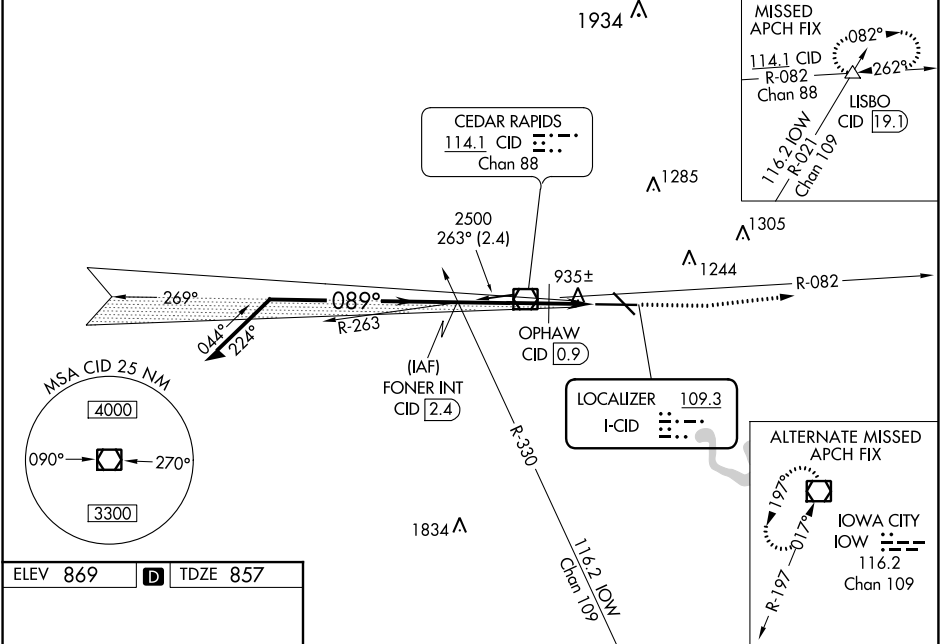 1934
MISSED
APCH FIX
114.1 CID
R-082
Chan 88
082°
262°
LISBO
CID 19.1
116.2 IOW
R-021
Chan 109
CEDAR RAPIDS
114.1 CID
Chan 88
1285
1305
1244
2500
263° (2.4)
935±
R-082
269°
089°
R-263
044°
224°
OPHAW
CID 0.9
(IAF)
FONER INT
CID 2.4
LOCALIZER 109.3
I-CID
MSA CID 25 NM
4000
090°
270°
3300
R-330
1834
116.2 IOW
Chan 109
ALTERNATE MISSED
APCH FIX
197°
017°
R-197
IOWA CITY
IOW
116.2
Chan 109
ELEV 869 D TDZE 857